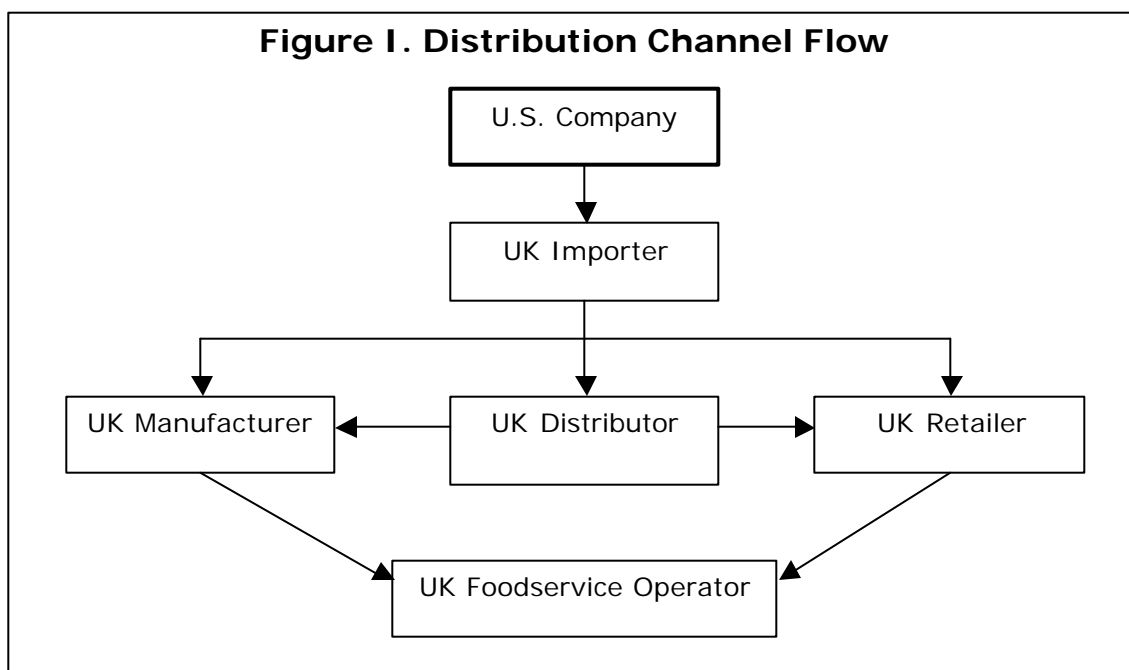 Figure I. Distribution Channel Flow
U.S. Company
UK Importer
UK Manufacturer
UK Distributor
UK Retailer
UK Foodservice Operator